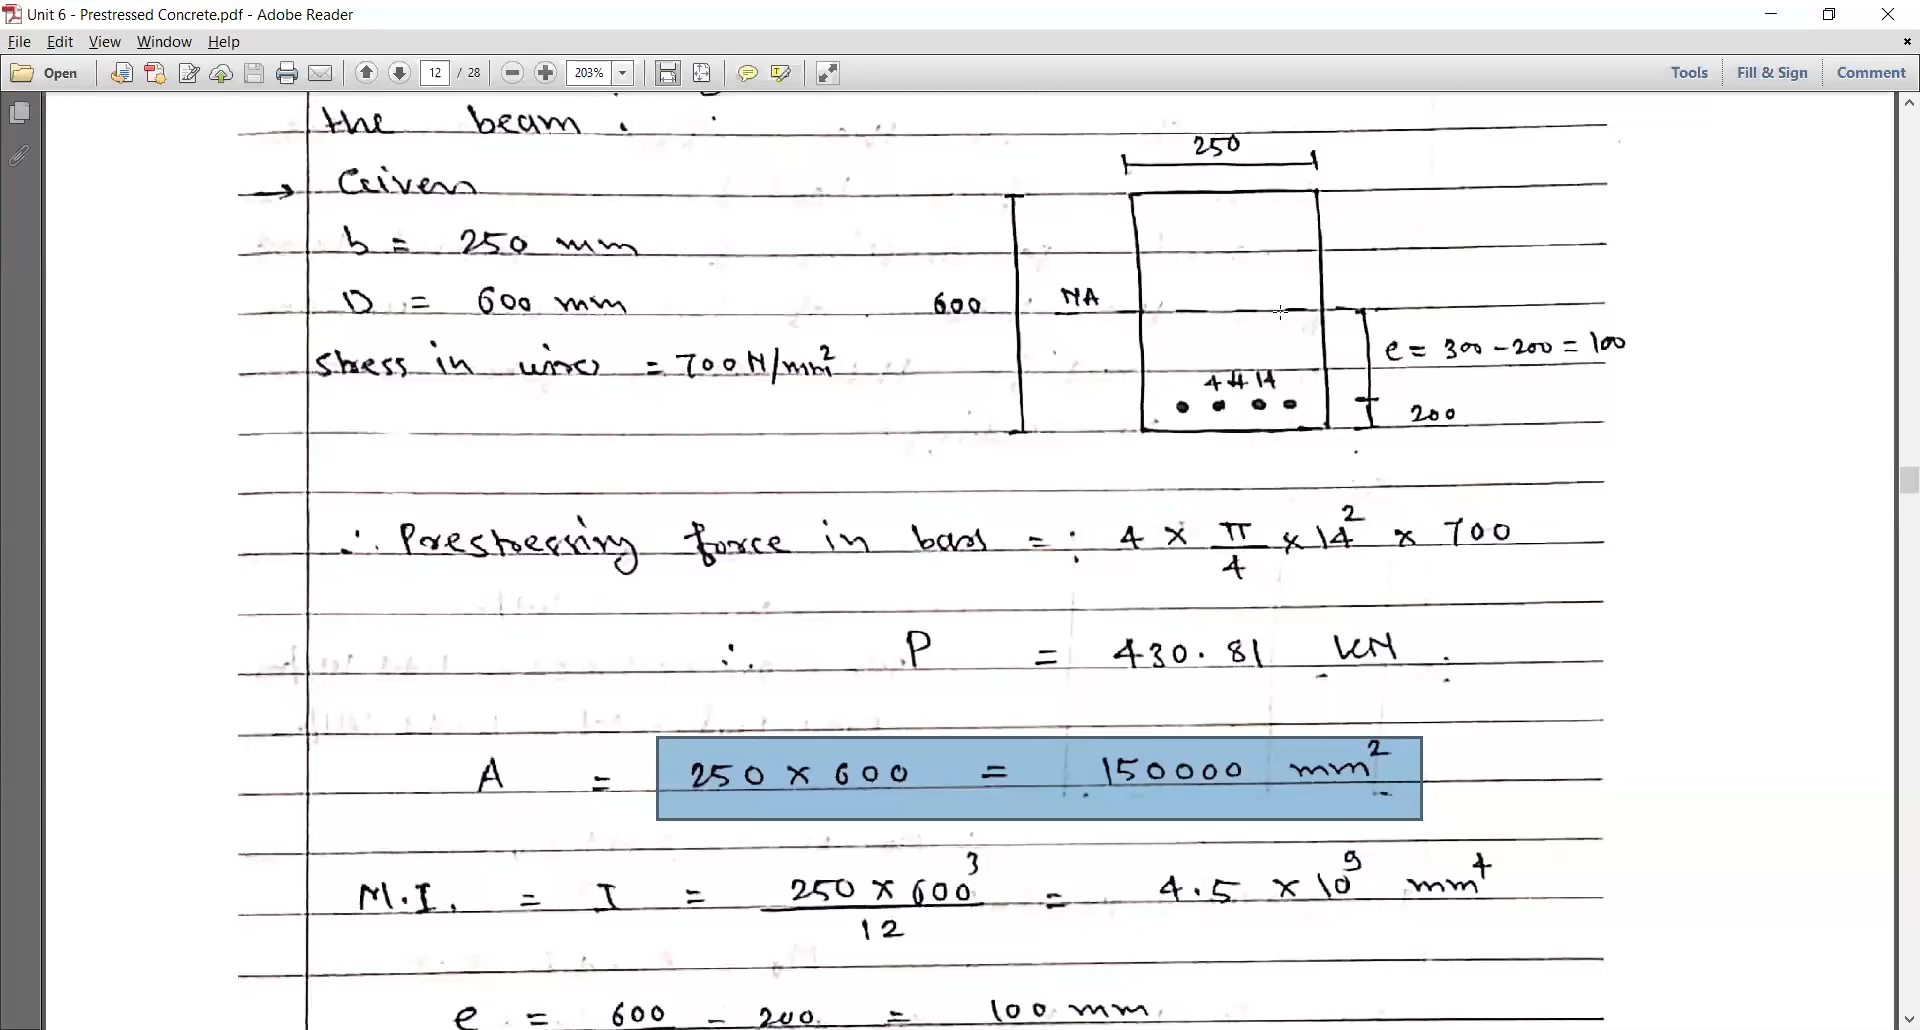 Unit 6 - Prestressed Concrete.pdf - Adobe Reader
File Edit View Window Help
Open 12 / 28 203% Tools Fill & Sign Comment
the beam.
→ Given
250
b = 250 mm
D = 600 mm
600
NA
e = 300 - 200 = 100
Stress in wires = 700 N/mm²
4 # 14
200
∴ Prestressing force in bars = : 4 × π/4 × 14² × 700
∴ P = 430.81 kN.
A = 250 × 600 = 150000 mm²
M.I. = I = 250 × 600³/12 = 4.5 × 10⁹ mm⁴
e = 600 - 200 = 100 mm